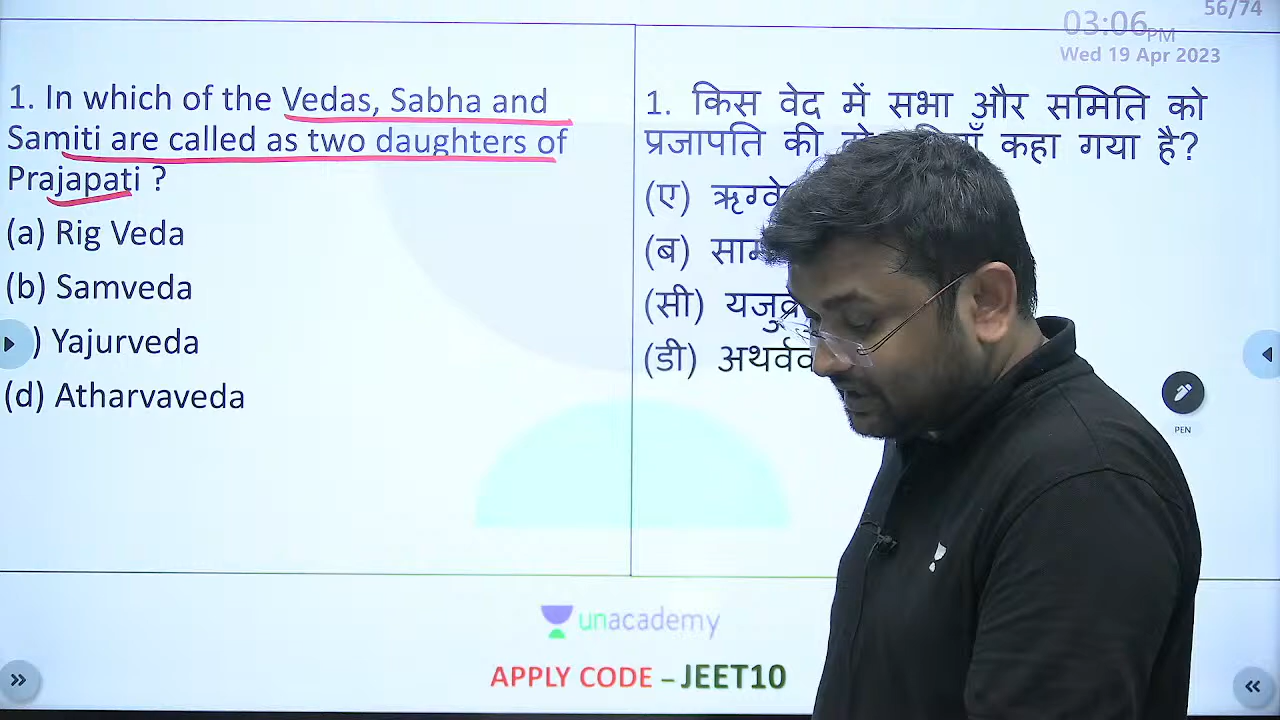 56/74
03:06PM
Wed 19 Apr 2023
1. In which of the Vedas, Sabha and
Samiti are called as two daughters of
Prajapati ?
(a) Rig Veda
(b) Samveda
) Yajurveda
(d) Atharvaveda
1. किस वेद में सभा और समिति को
प्रजापति की कहा गया है?
(ए)
(ब)
(सी)
(डी)
PEN
unacademy
APPLY CODE – JEET10